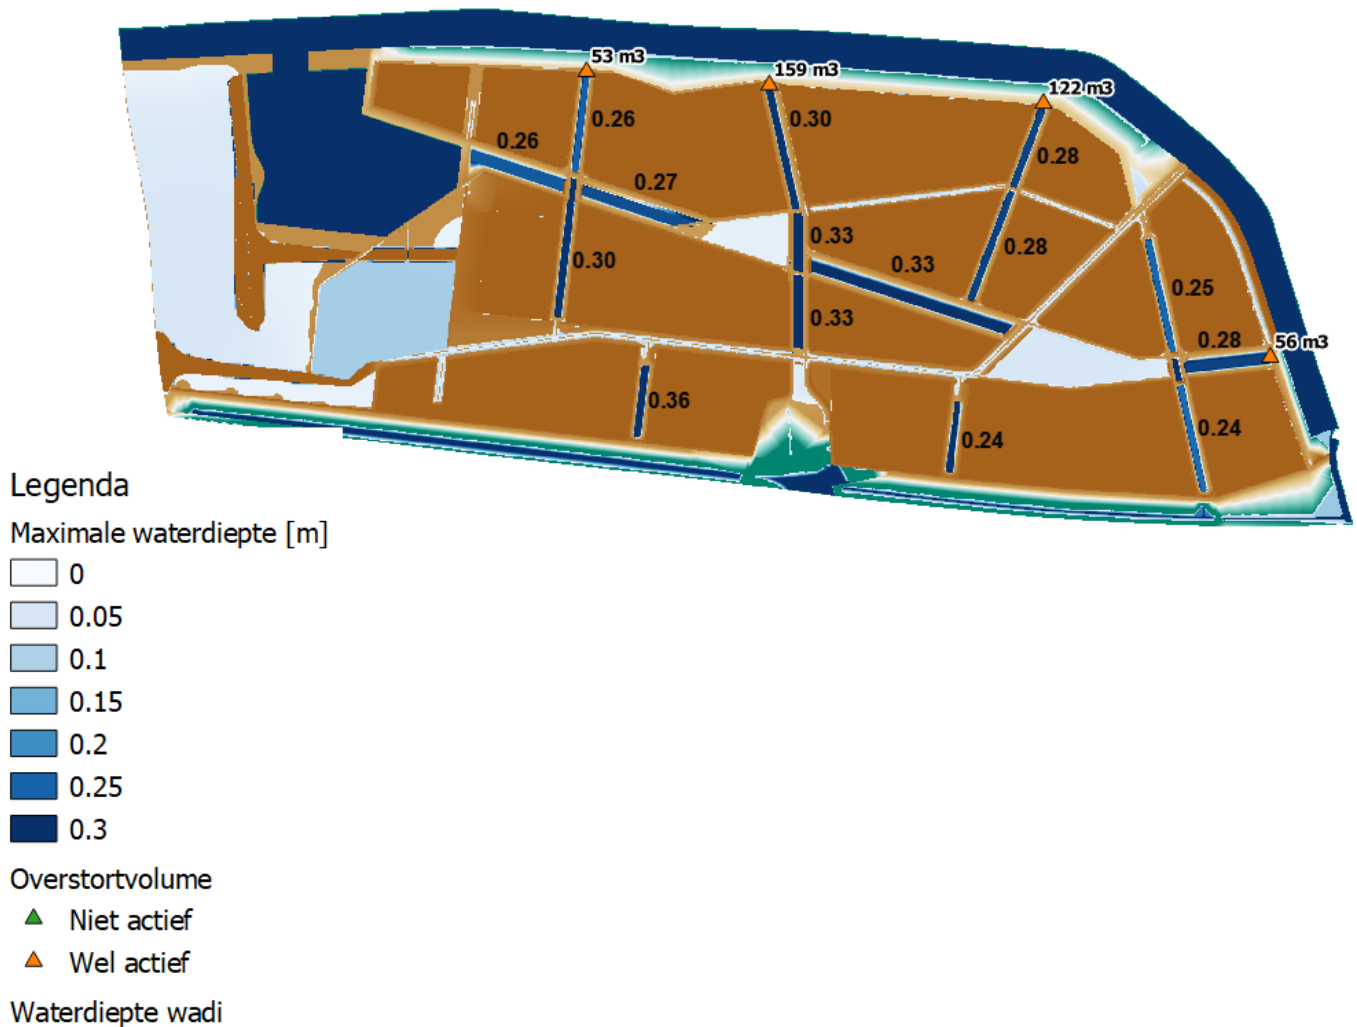 53 m3
159 m3
122 m3
0.26
0.26
0.30
0.28
0.27
0.33
0.33
0.28
0.30
0.25
0.33
0.28
56 m3
0.36
0.24
0.24
Legenda
Maximale waterdiepte [m]
0
0.05
0.1
0.15
0.2
0.25
0.3
Overstortvolume
Niet actief
Wel actief
Waterdiepte wadi